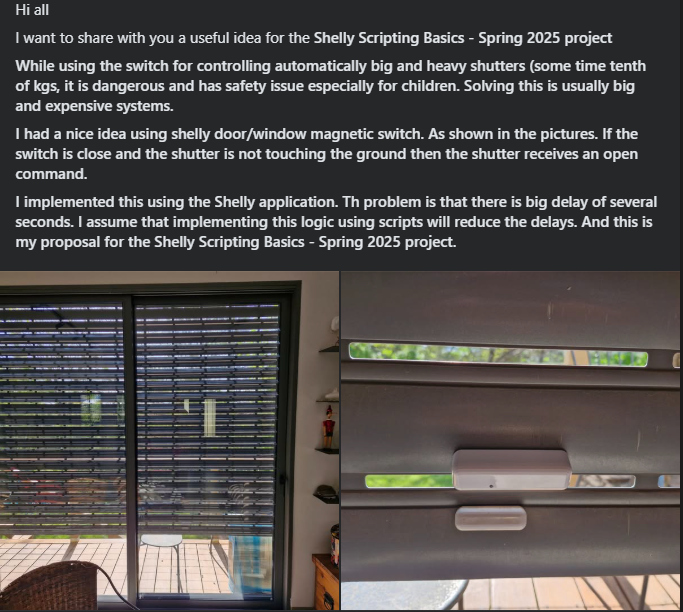 Hi all
I want to share with you a useful idea for the Shelly Scripting Basics - Spring 2025 project
While using the switch for controlling automatically big and heavy shutters (some time tenth
of kgs, it is dangerous and has safety issue especially for children. Solving this is usually big
and expensive systems.
I had a nice idea using shelly door/window magnetic switch. As shown in the pictures. If the
switch is close and the shutter is not touching the ground then the shutter receives an open
command.
I implemented this using the Shelly application. Th problem is that there is big delay of several
seconds. I assume that implementing this logic using scripts will reduce the delays. And this is
my proposal for the Shelly Scripting Basics - Spring 2025 project.